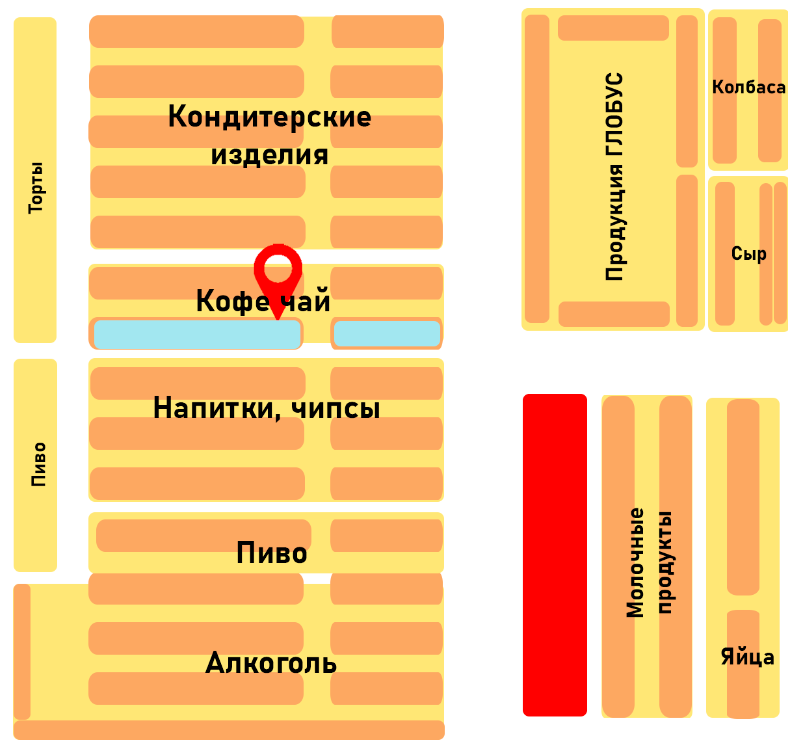 Торты
Кондитерские
изделия
Кофе чай
Напитки, чипсы
Пиво
Пиво
Алкоголь
Продукция ГЛОБУС
Колбаса
Сыр
Молочные
продукты
Яйца